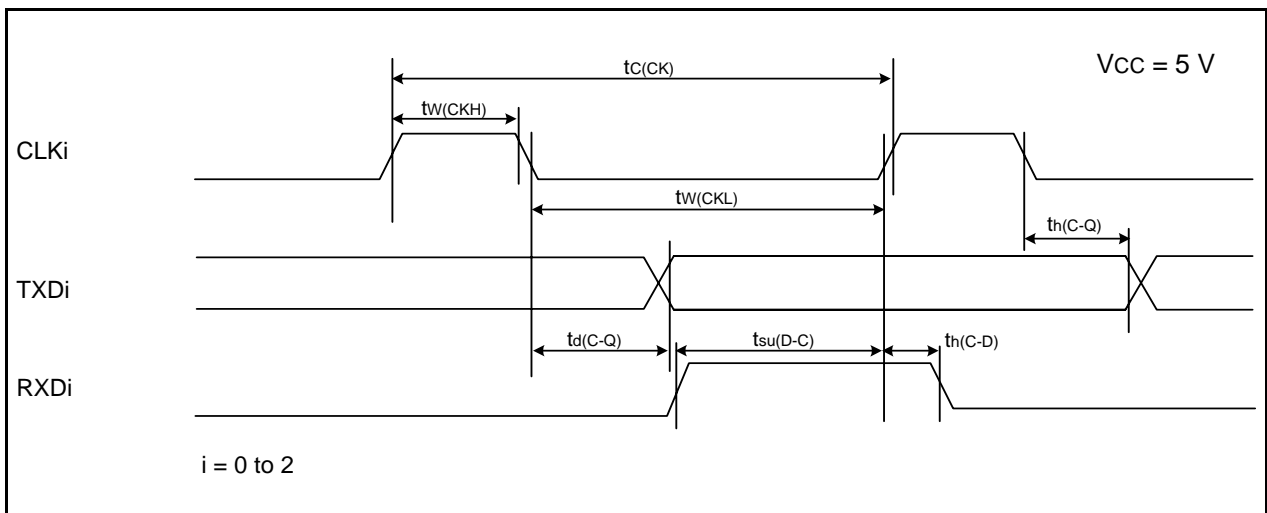 VCC = 5 V
tC(CK)
tW(CKH)
CLKi
tW(CKL)
th(C-Q)
TXDi
td(C-Q)
tsu(D-C)
th(C-D)
RXDi
i = 0 to 2